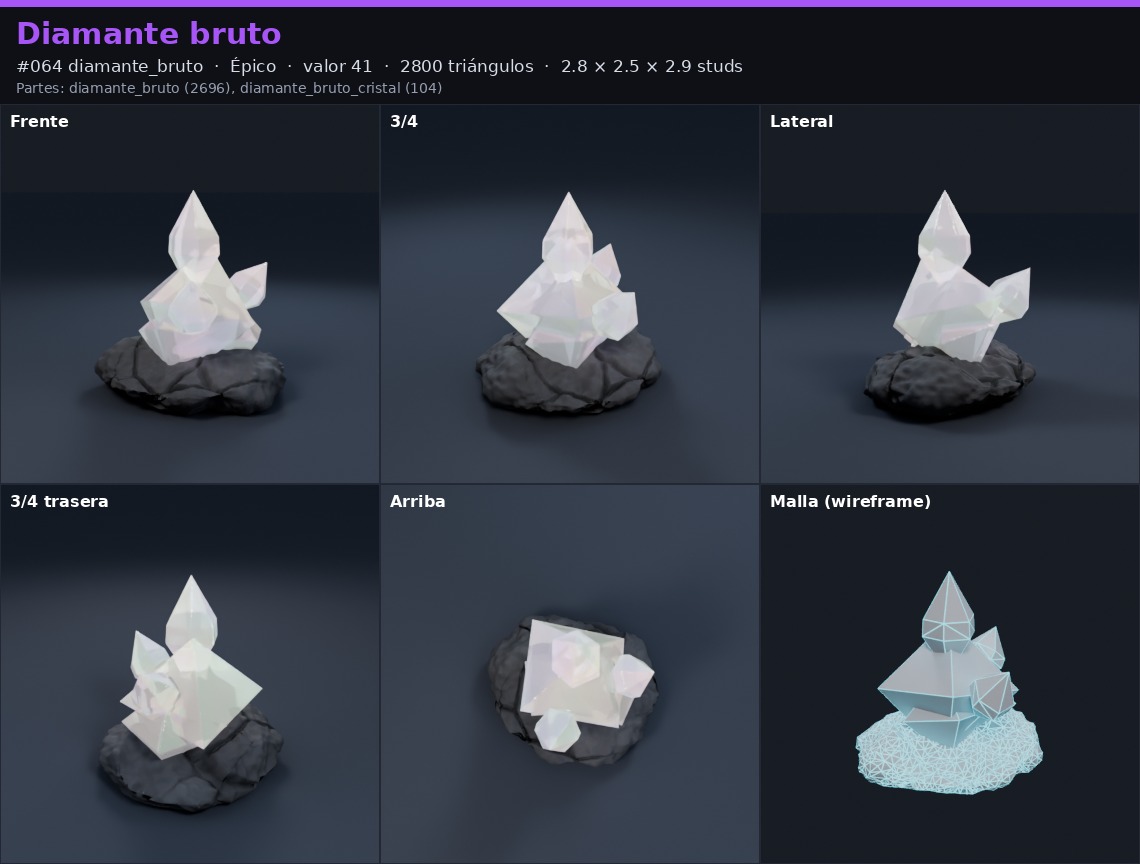 Diamante bruto
#064 diamante_bruto · Épico · valor 41 · 2800 triángulos · 2.8 × 2.5 × 2.9 studs
Partes: diamante_bruto (2696), diamante_bruto_cristal (104)
Frente
3/4
Lateral
3/4 trasera
Arriba
Malla (wireframe)